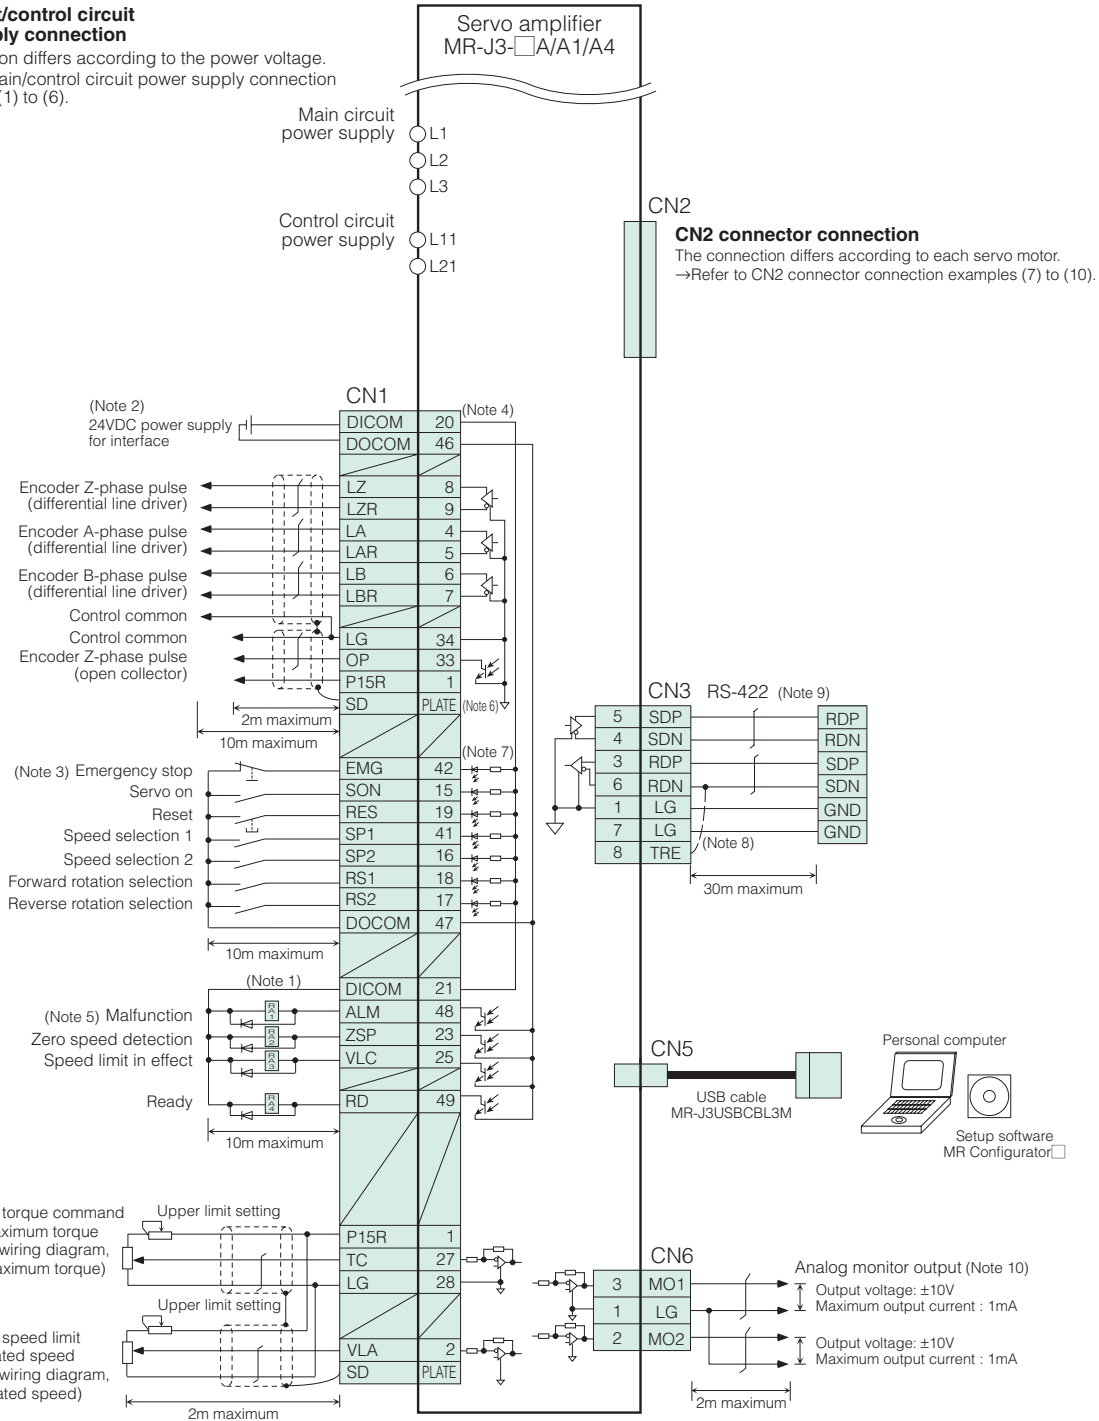 t/control circuit
ly connection
on differs according to the power voltage.
ain/control circuit power supply connection
(1) to (6).
Servo amplifier
MR-J3-□A/A1/A4
Main circuit
power supply
L1
L2
L3
Control circuit
power supply
L11
L21
CN2
CN2 connector connection
The connection differs according to each servo motor.
→Refer to CN2 connector connection examples (7) to (10).
CN1
(Note 2)
24VDC power supply
for interface
DICOM 20 (Note 4)
DOCOM 46
Encoder Z-phase pulse
(differential line driver)
LZ 8
LZR 9
Encoder A-phase pulse
(differential line driver)
LA 4
LAR 5
Encoder B-phase pulse
(differential line driver)
LB 6
LBR 7
Control common
Control common
LG 34
Encoder Z-phase pulse
(open collector)
OP 33
P15R 1
SD PLATE (Note 6)
2m maximum
10m maximum
(Note 7)
(Note 3) Emergency stop EMG 42
Servo on SON 15
Reset RES 19
Speed selection 1 SP1 41
Speed selection 2 SP2 16
Forward rotation selection RS1 18
Reverse rotation selection RS2 17
DOCOM 47
10m maximum
(Note 1)
DICOM 21
(Note 5) Malfunction RA1 ALM 48
Zero speed detection RA2 ZSP 23
Speed limit in effect RA3 VLC 25
Ready RA4 RD 49
10m maximum
torque command
aximum torque
wiring diagram,
aximum torque)
Upper limit setting
P15R 1
TC 27
LG 28
Upper limit setting
speed limit
ated speed
wiring diagram,
ated speed)
VLA 2
SD PLATE
2m maximum
CN3 RS-422 (Note 9)
5 SDP RDP
4 SDN RDN
3 RDP SDP
6 RDN SDN
1 LG GND
7 LG GND
8 TRE (Note 8)
30m maximum
CN5
USB cable
MR-J3USBCBL3M
Personal computer
Setup software
MR Configurator□
CN6
3 MO1
1 LG
2 MO2
Analog monitor output (Note 10)
Output voltage: ±10V
Maximum output current : 1mA
Output voltage: ±10V
Maximum output current : 1mA
2m maximum